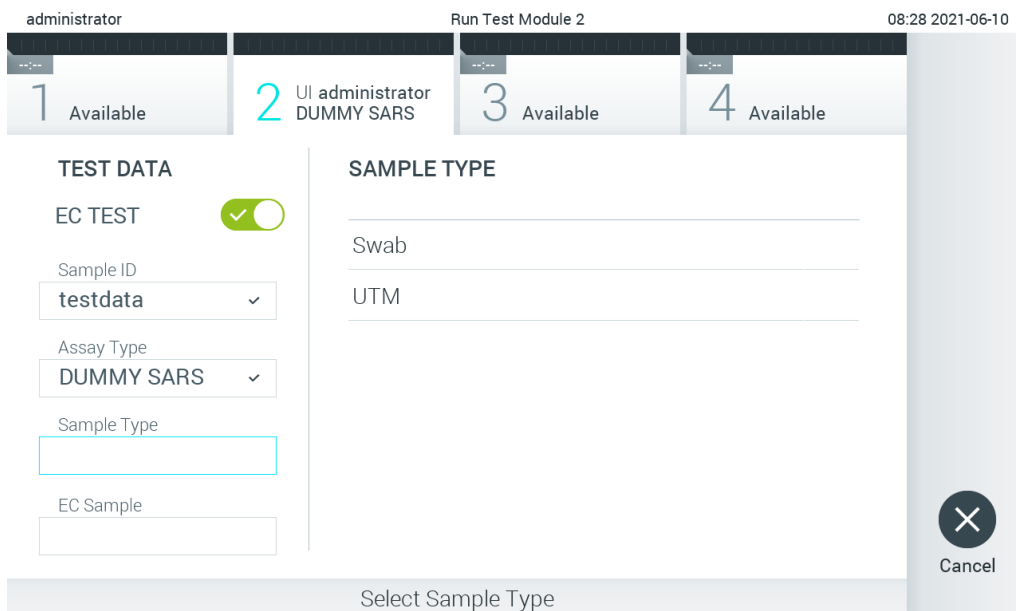 administrator
Run Test Module 2
08:28 2021-06-10
--:--
1 Available
2 UI administrator
DUMMY SARS
--:--
3 Available
--:--
4 Available
TEST DATA
EC TEST
Sample ID
testdata
Assay Type
DUMMY SARS
Sample Type
EC Sample
SAMPLE TYPE
Swab
UTM
Cancel
Select Sample Type